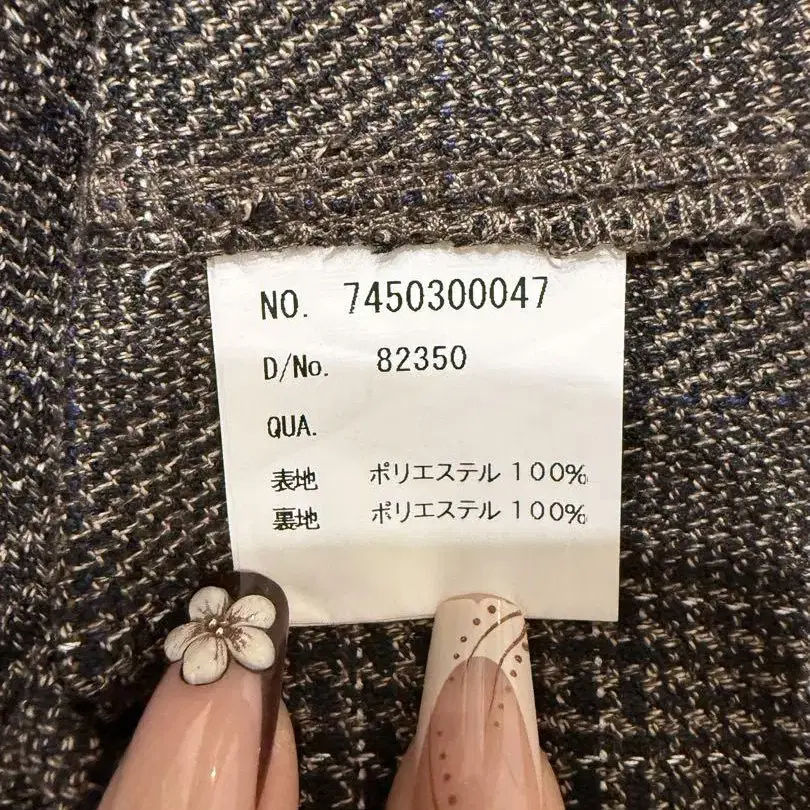 NO. 7450300047
D/No. 82350
QUA.
表地 ポリエステル 100%
裏地 ポリエステル 100%